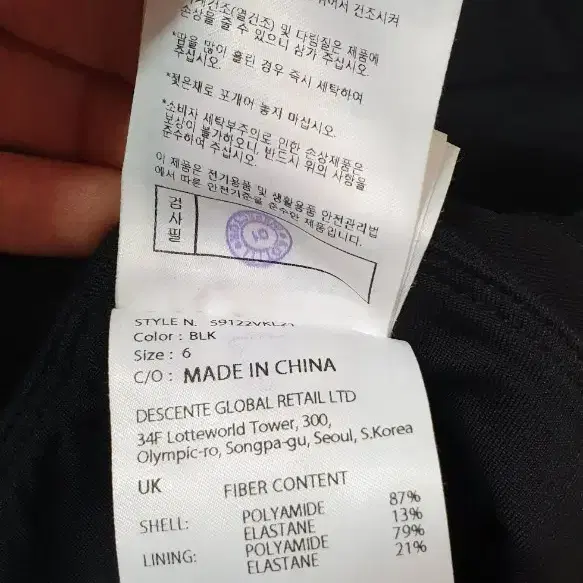 서 건조시켜
건조(열건조) 및 다림질은 제품에
손상을 줄 수 있으니 삼가 주십시오.
*땀을 많이 흘린 경우 즉시 세탁하여
주십시오.
*젖은채로 포개어 놓지 마십시오.
*소비자 세탁부주의로 인한 손상제품은
보상이 불가하오니, 반드시 위의 사항을
준수하여 주십시오.
이 제품은 전기용품 및 생활용품 안전관리법
에서 따른 안전기준을 준수한 제품입니다.
검사필
STYLE N.
Color : BLK
Size : 6
C/O : MADE IN CHINA
DESCENTE GLOBAL RETAIL LTD
34F Lotteworld Tower, 300,
Olympic-ro, Songpa-gu, Seoul, S.Korea
UK FIBER CONTENT
SHELL: POLYAMIDE 87%
ELASTANE 13%
LINING: POLYAMIDE 79%
ELASTANE 21%